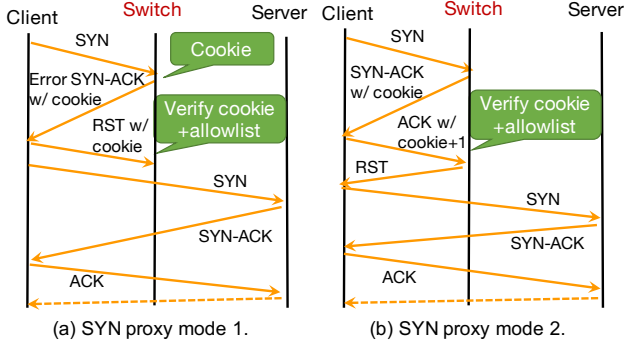 Client
Switch
Server
SYN
Cookie
Error SYN-ACK
w/ cookie
Verify cookie
+allowlist
RST w/
cookie
SYN
SYN-ACK
ACK
(a) SYN proxy mode 1.
Client
Switch
Server
SYN
SYN-ACK
w/ cookie
Verify cookie
+allowlist
ACK w/
cookie+1
RST
SYN
SYN-ACK
ACK
(b) SYN proxy mode 2.